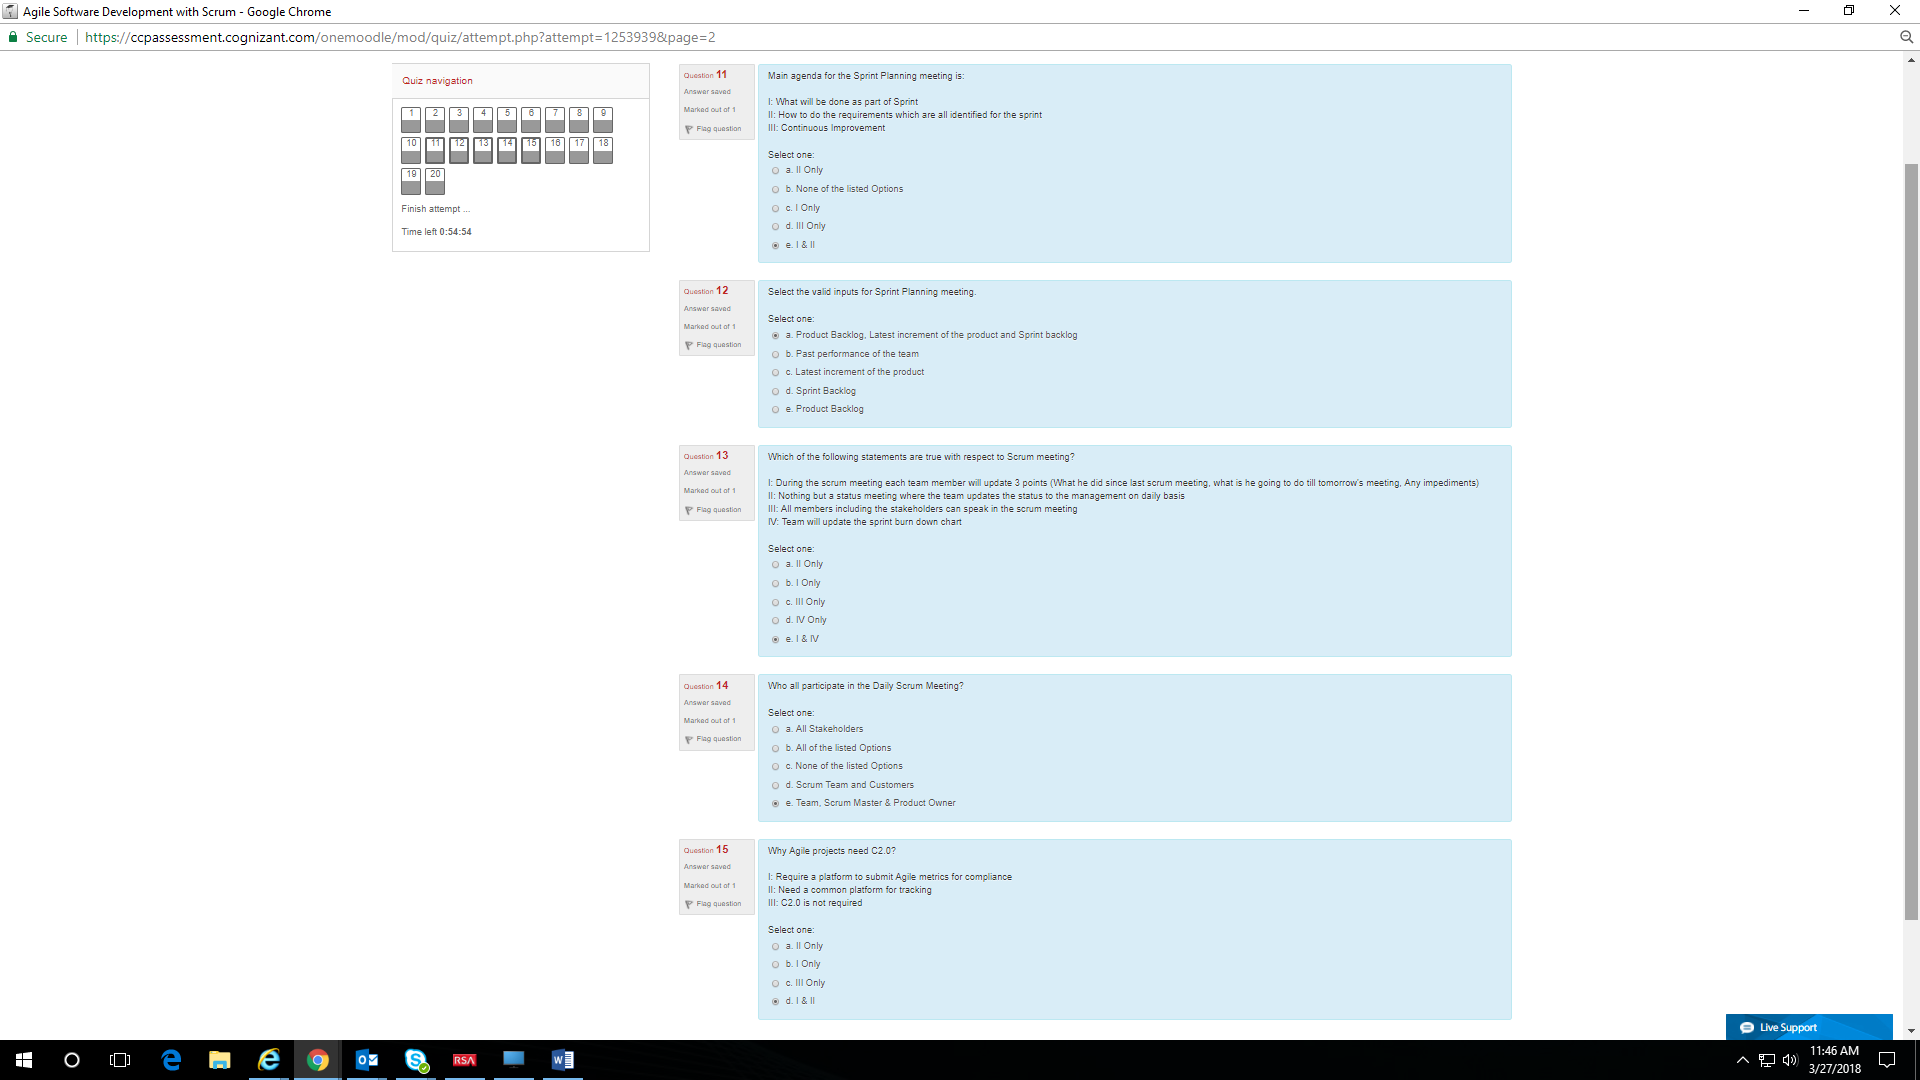 Agile Software Development with Scrum - Google Chrome
Secure
https://ccpassessment.cognizant.com/onemoodle/mod/quiz/attempt.php?attempt=1253939&page=2
Quiz navigation
1 2 3 4 5 6 7 8 9
10 11 12 13 14 15 16 17 18
19 20
Finish attempt ...
Time left 0:54:54
Question 11
Answer saved
Marked out of 1
Flag question
Main agenda for the Sprint Planning meeting is:
I: What will be done as part of Sprint
II: How to do the requirements which are all identified for the sprint
III: Continuous Improvement
Select one:
a. II Only
b. None of the listed Options
c. I Only
d. III Only
e. I & II
Question 12
Answer saved
Marked out of 1
Flag question
Select the valid inputs for Sprint Planning meeting.
Select one:
a. Product Backlog, Latest increment of the product and Sprint backlog
b. Past performance of the team
c. Latest increment of the product
d. Sprint Backlog
e. Product Backlog
Question 13
Answer saved
Marked out of 1
Flag question
Which of the following statements are true with respect to Scrum meeting?
I: During the scrum meeting each team member will update 3 points (What he did since last scrum meeting, what is he going to do till tomorrow's meeting, Any impediments)
II: Nothing but a status meeting where the team updates the status to the management on daily basis
III: All members including the stakeholders can speak in the scrum meeting
IV: Team will update the sprint burn down chart
Select one:
a. II Only
b. I Only
c. III Only
d. IV Only
e. I & IV
Question 14
Answer saved
Marked out of 1
Flag question
Who all participate in the Daily Scrum Meeting?
Select one:
a. All Stakeholders
b. All of the listed Options
c. None of the listed Options
d. Scrum Team and Customers
e. Team, Scrum Master & Product Owner
Question 15
Answer saved
Marked out of 1
Flag question
Why Agile projects need C2.0?
I: Require a platform to submit Agile metrics for compliance
II: Need a common platform for tracking
III: C2.0 is not required
Select one:
a. II Only
b. I Only
c. III Only
d. I & II
Live Support
RSA
11:46 AM
3/27/2018